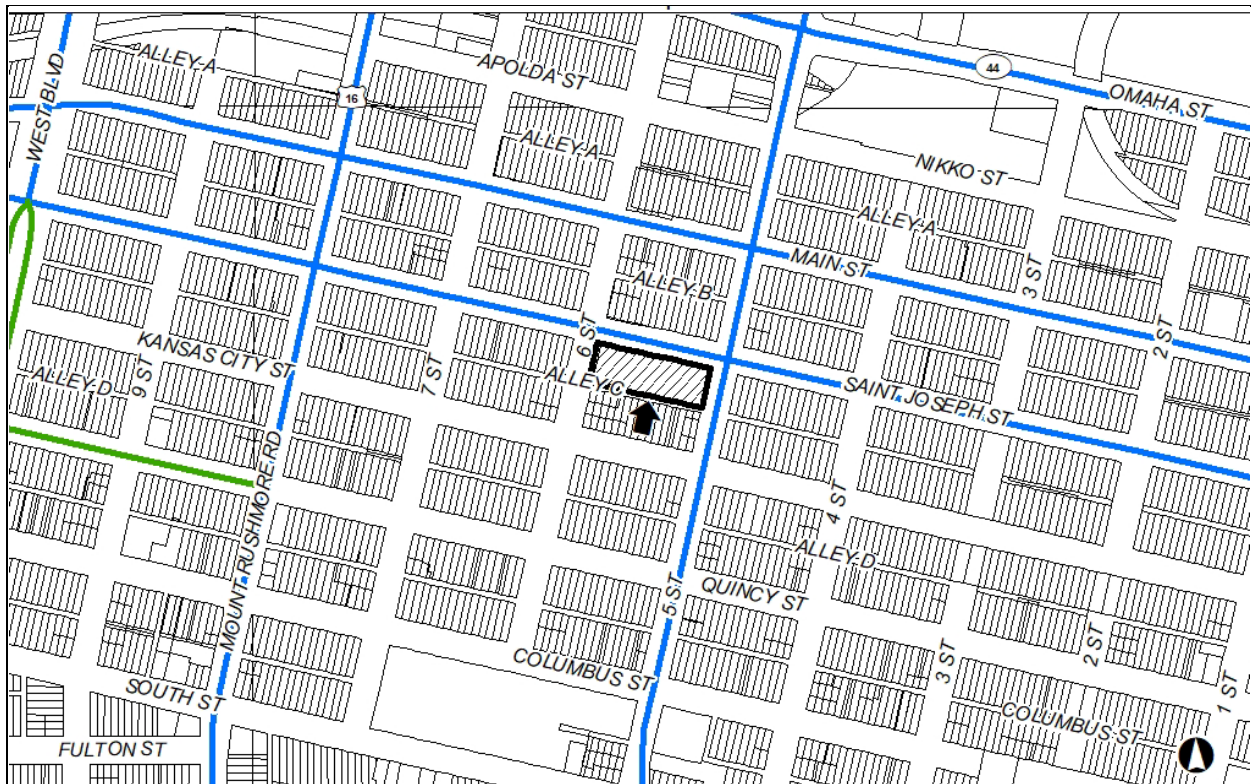 WEST BLVD
ALLEY-A
16
APOLDA ST
44
OMAHA ST
ALLEY-A
NIKKO ST
ALLEY-A
MAIN ST
3 ST
ALLEY-B
2 ST
6 ST
KANSAS CITY ST
9 ST
7 ST
ALLEY-C
SAINT JOSEPH ST
ALLEY-D
MOUNT RUSHMORE RD
4 ST
ALLEY-D
5 ST
QUINCY ST
COLUMBUS ST
3 ST
2 ST
1 ST
SOUTH ST
COLUMBUS ST
FULTON ST